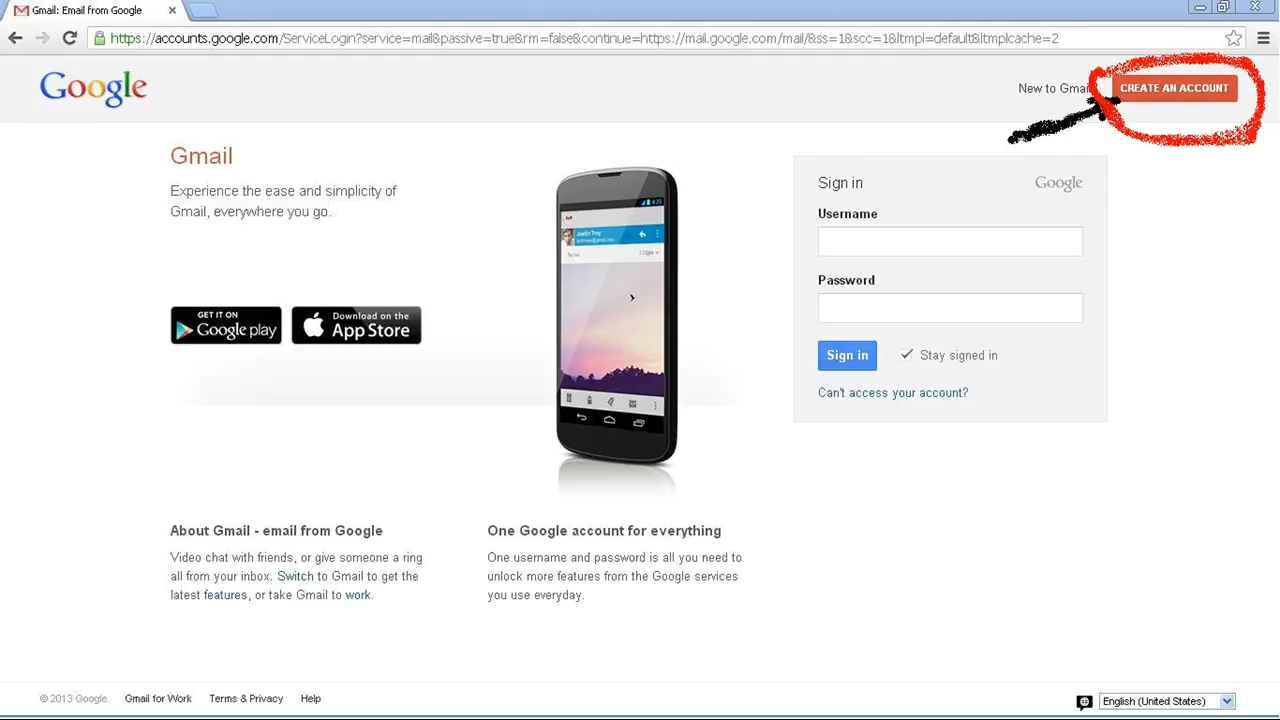 Gmail: Email from Google
https://accounts.google.com/ServiceLogin?service=mail&passive=true&rm=false&continue=https://mail.google.com/mail/&ss=1&scc=1&ltmpl=default&ltmplcache=2
Google
New to Gmail
CREATE AN ACCOUNT
Gmail
Experience the ease and simplicity of
Gmail, everywhere you go.
GET IT ON
Google play
Download on the
App Store
4:20
Justin Troy
Sign in
Google
Username
Password
Sign in
Stay signed in
Can't access your account?
About Gmail - email from Google
Video chat with friends, or give someone a ring
all from your inbox. Switch to Gmail to get the
latest features, or take Gmail to work.
One Google account for everything
One username and password is all you need to
unlock more features from the Google services
you use everyday.
© 2013 Google
Gmail for Work
Terms & Privacy
Help
English (United States)